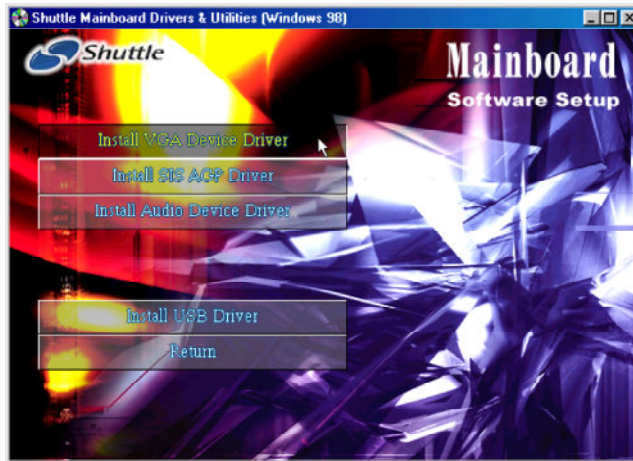 Shuttle Mainboard Drivers & Utilities (Windows 98)
Shuttle
Mainboard
Software Setup
Install VGA Device Driver
Install SIS AGP Driver
Install Audio Device Driver
Install USB Driver
Return